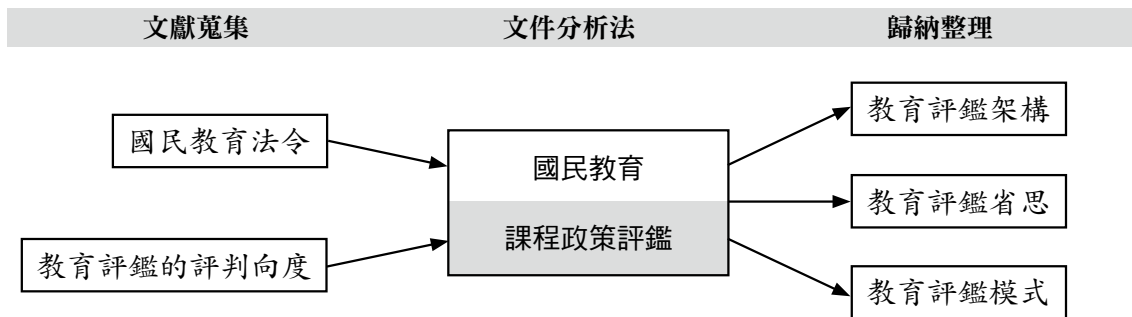 文獻蒐集
文件分析法
歸納整理
國民教育法令
教育評鑑的評判向度
國民教育
課程政策評鑑
教育評鑑架構
教育評鑑省思
教育評鑑模式